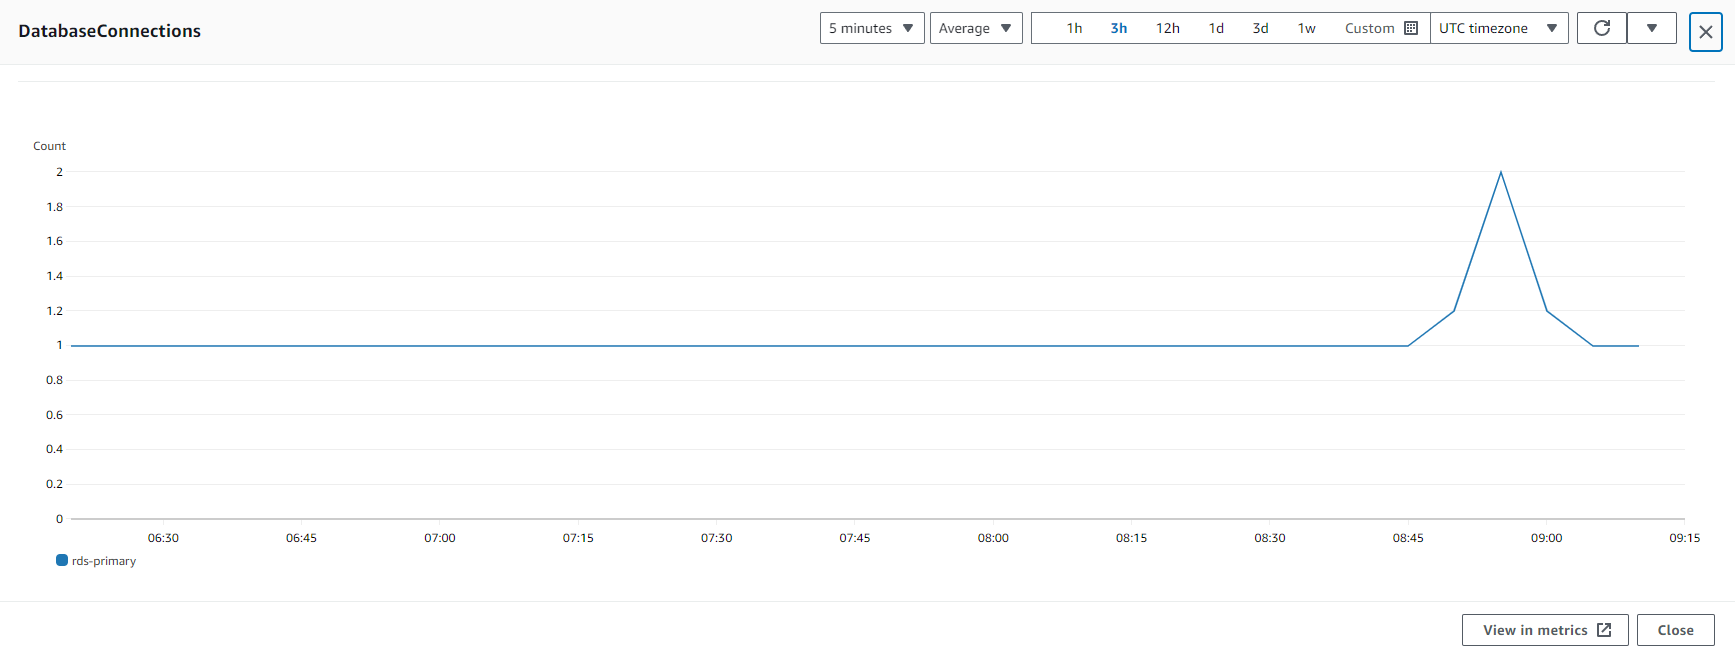 DatabaseConnections
5 minutes Average 1h 3h 12h 1d 3d 1w Custom UTC timezone
Count
2
1.8
1.6
1.4
1.2
1
0.8
0.6
0.4
0.2
0
06:30 06:45 07:00 07:15 07:30 07:45 08:00 08:15 08:30 08:45 09:00 09:15
rds-primary
View in metrics Close